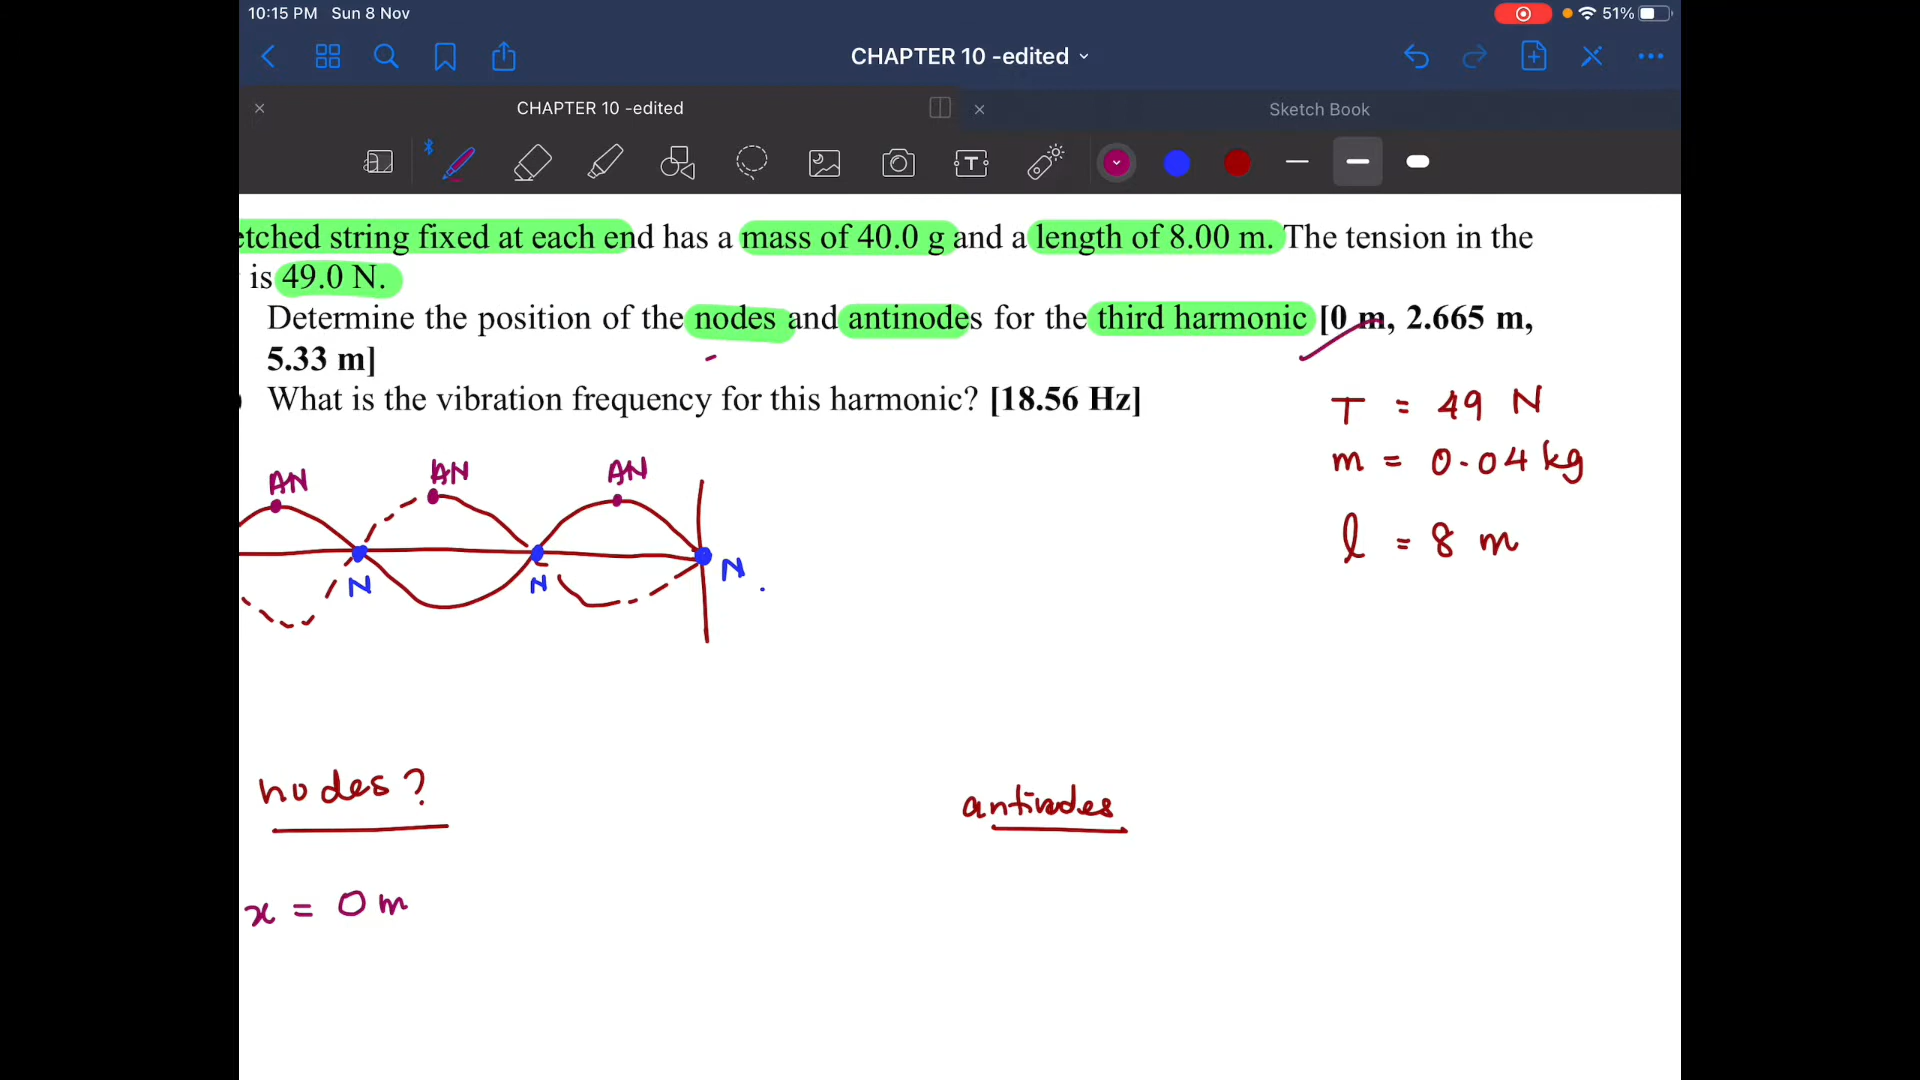 10:15 PM Sun 8 Nov
51%
CHAPTER 10 -edited
CHAPTER 10 -edited
Sketch Book
etched string fixed at each end has a mass of 40.0 g and a length of 8.00 m. The tension in the
is 49.0 N.
Determine the position of the nodes and antinodes for the third harmonic [0 m, 2.665 m,
5.33 m]
What is the vibration frequency for this harmonic? [18.56 Hz]
T = 49 N
m = 0.04 kg
l = 8 m
AN AN AN
N N N
nodes?
antinodes
x = 0 m